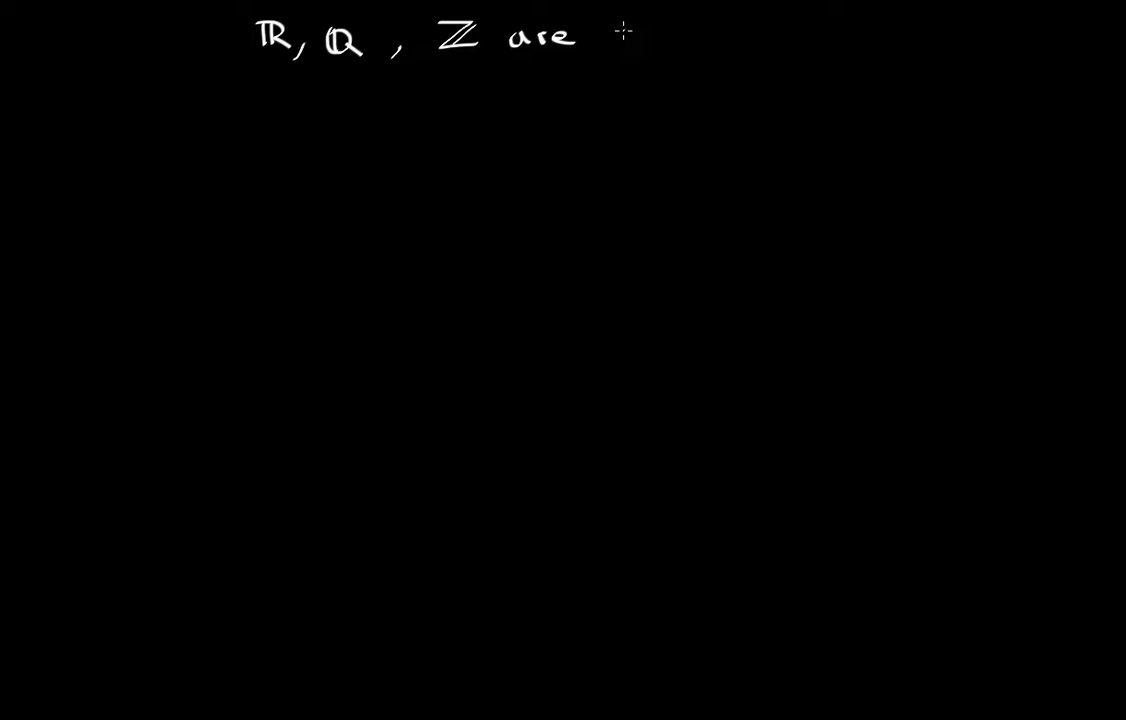 ℝ, ℚ, ℤ are